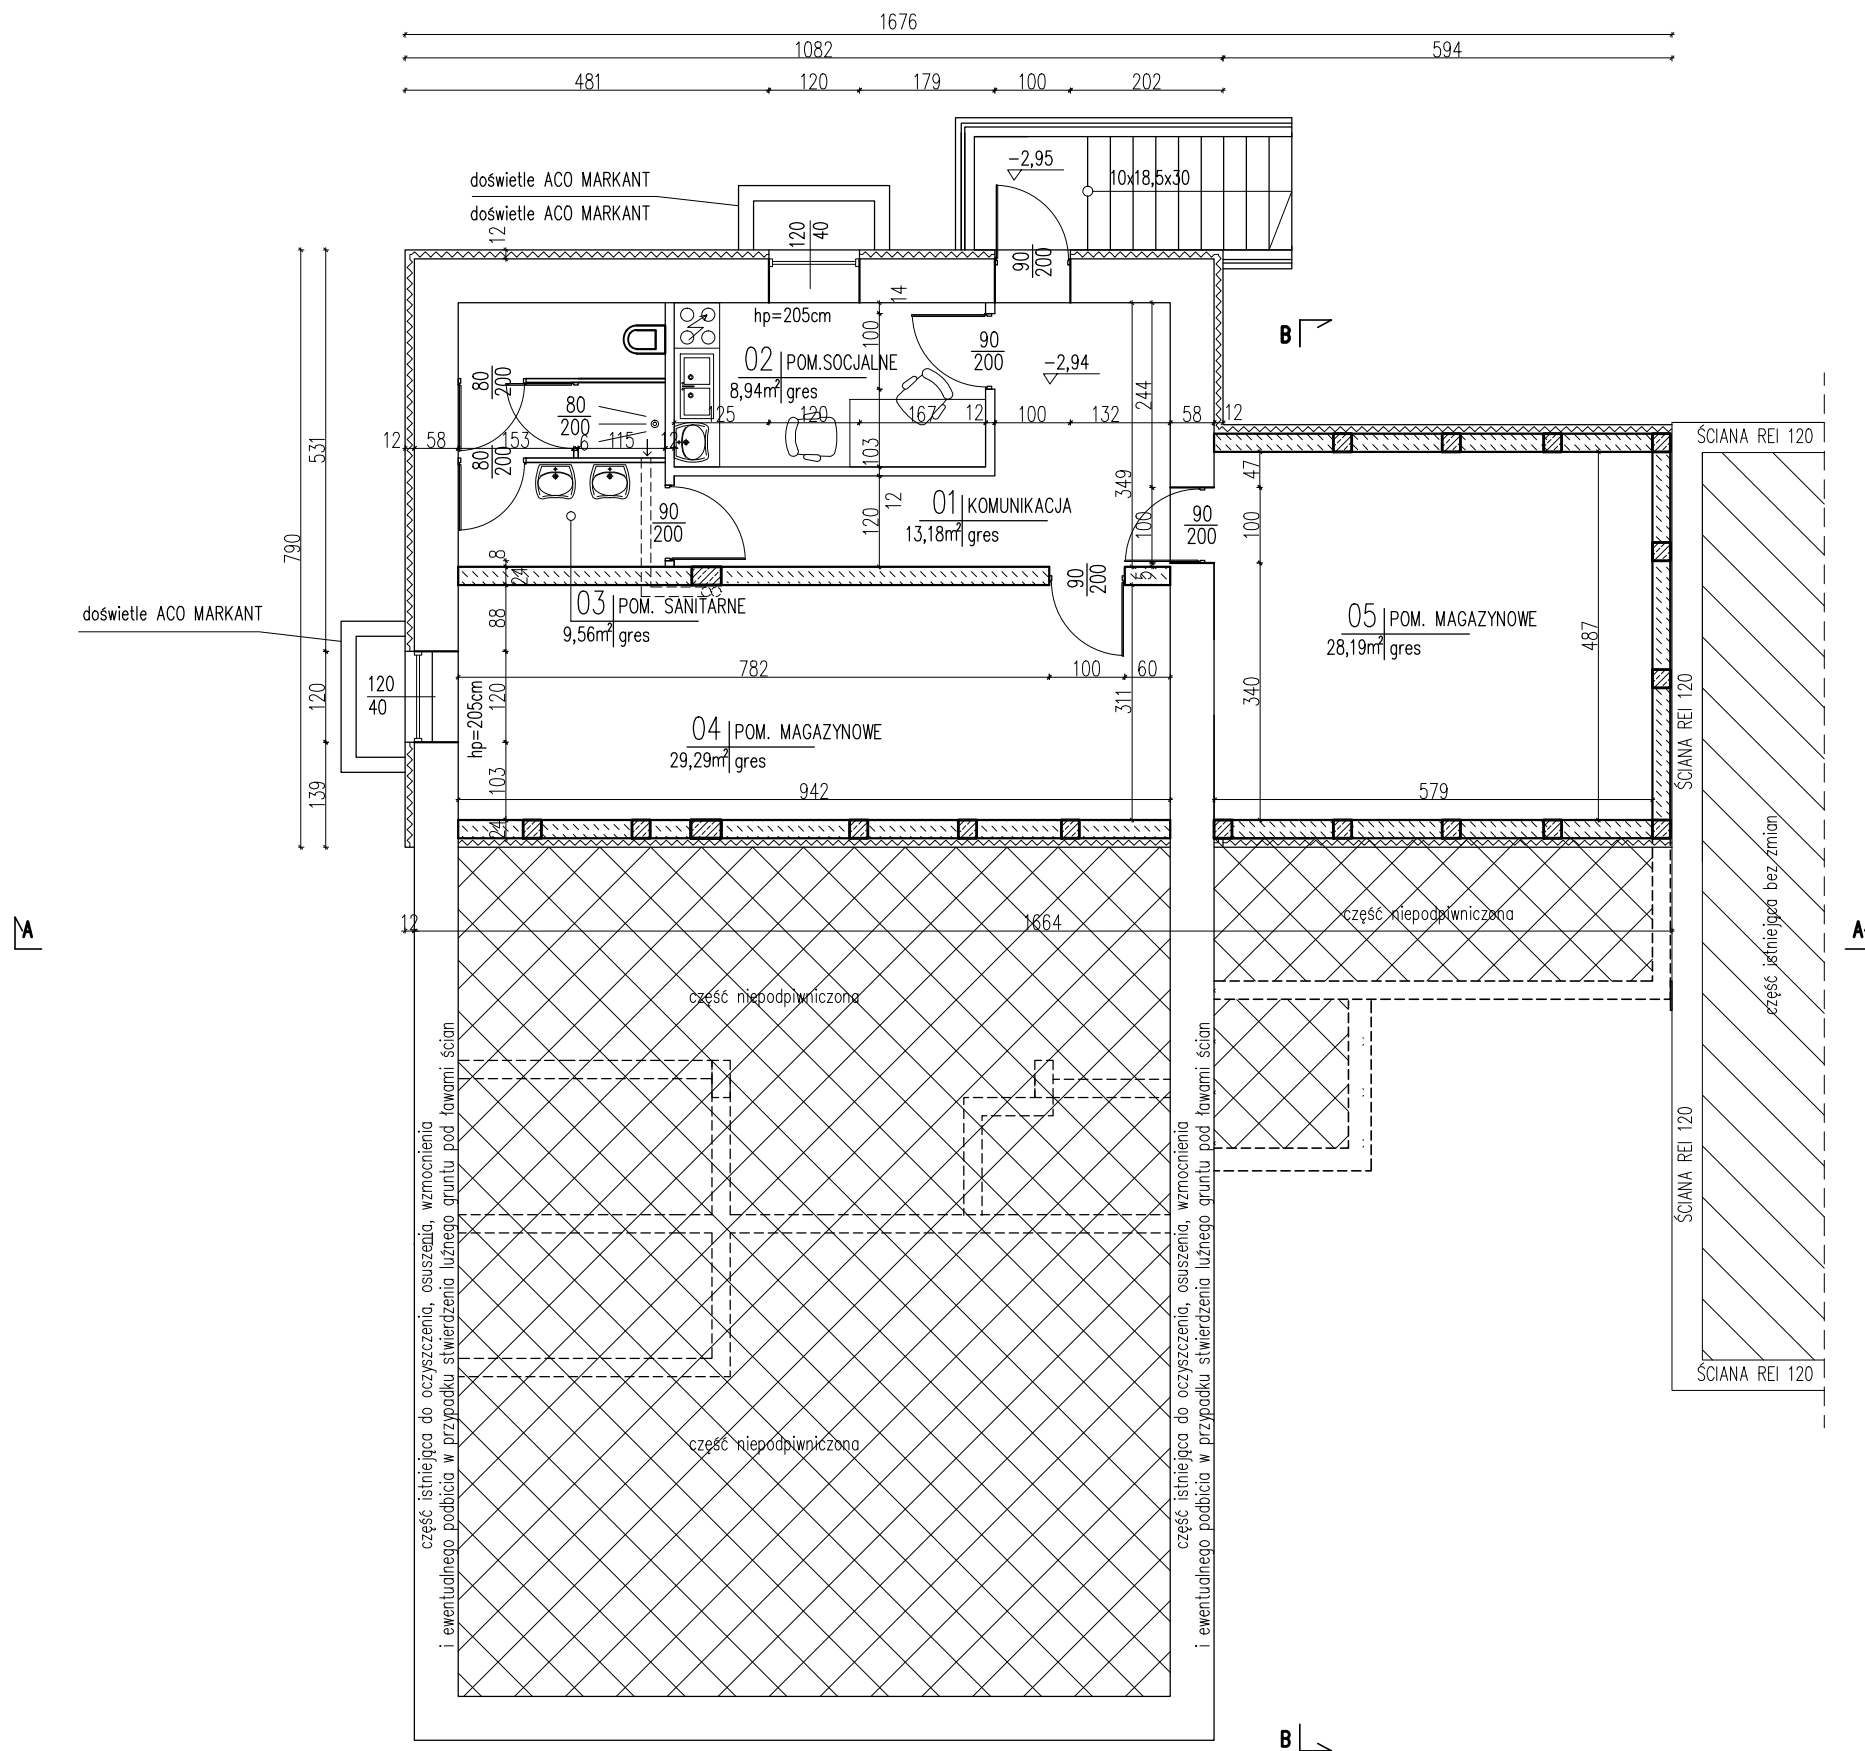 1676
1082
594
481
120
179
100
202
doświetle ACO MARKANT
doświetle ACO MARKANT
-2,95
10x18,5x30
12
120
40
90
200
14
hp=205cm
B
100
02
POM.SOCJALNE
8,94m²
gres
90
200
-2,94
80
200
244
80
200
125
120
167
12
100
132
58
12
12
58
153
6
115
12
80
200
103
531
790
ŚCIANA REI 120
47
349
12
120
01
KOMUNIKACJA
13,18m²
gres
90
200
100
90
200
100
8
24
90
200
5
03
POM. SANITARNE
9,56m²
gres
doświetle ACO MARKANT
88
05
POM. MAGAZYNOWE
28,19m²
gres
487
782
100
60
120
40
120
120
hp=205cm
311
340
ŚCIANA REI 120
04
POM. MAGAZYNOWE
29,29m²
gres
139
103
942
579
24
część istniejąca bez zmian
A
12
1664
część niepodpiwniczona
A
część niepodpiwniczona
część istniejąca do oczyszczenia, osuszenia, wzmocnienia
i ewentualnego podbicia w przypadku stwierdzenia luźnego gruntu pod ławami ścian
część istniejąca do oczyszczenia, osuszenia, wzmocnienia
i ewentualnego podbicia w przypadku stwierdzenia luźnego gruntu pod ławami ścian
ŚCIANA REI 120
ŚCIANA REI 120
część niepodpiwniczona
B